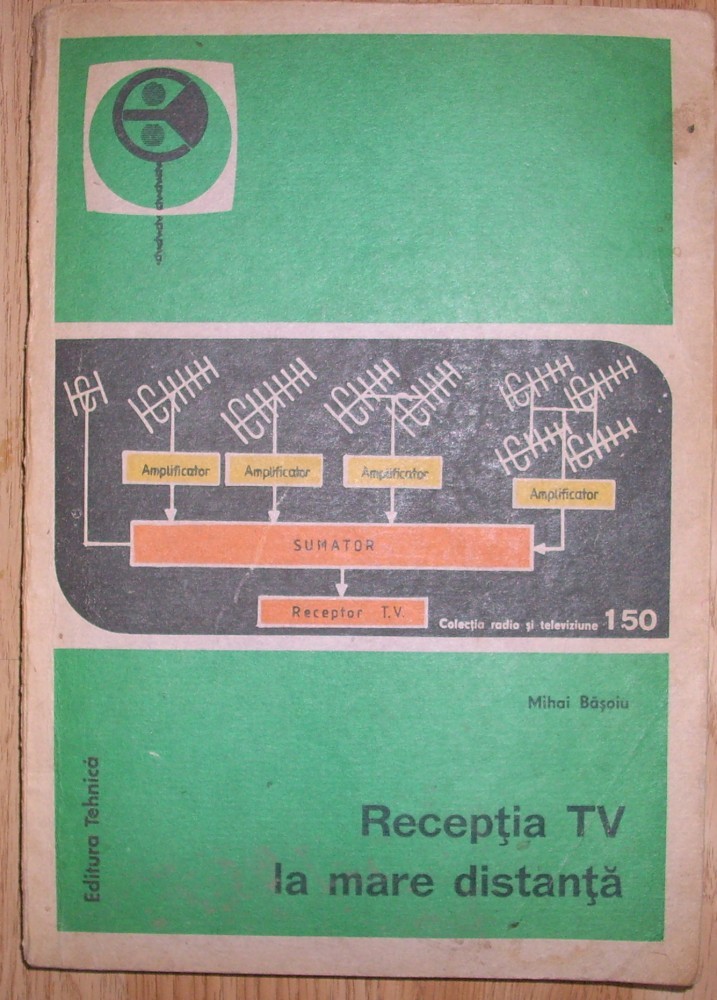 Amplificator
Amplificator
Amplificator
Amplificator
SUMATOR
Receptor T.V.
Colecția radio și televiziune 150
Mihai Bășoiu
Editura Tehnică
Recepția TV
la mare distanță